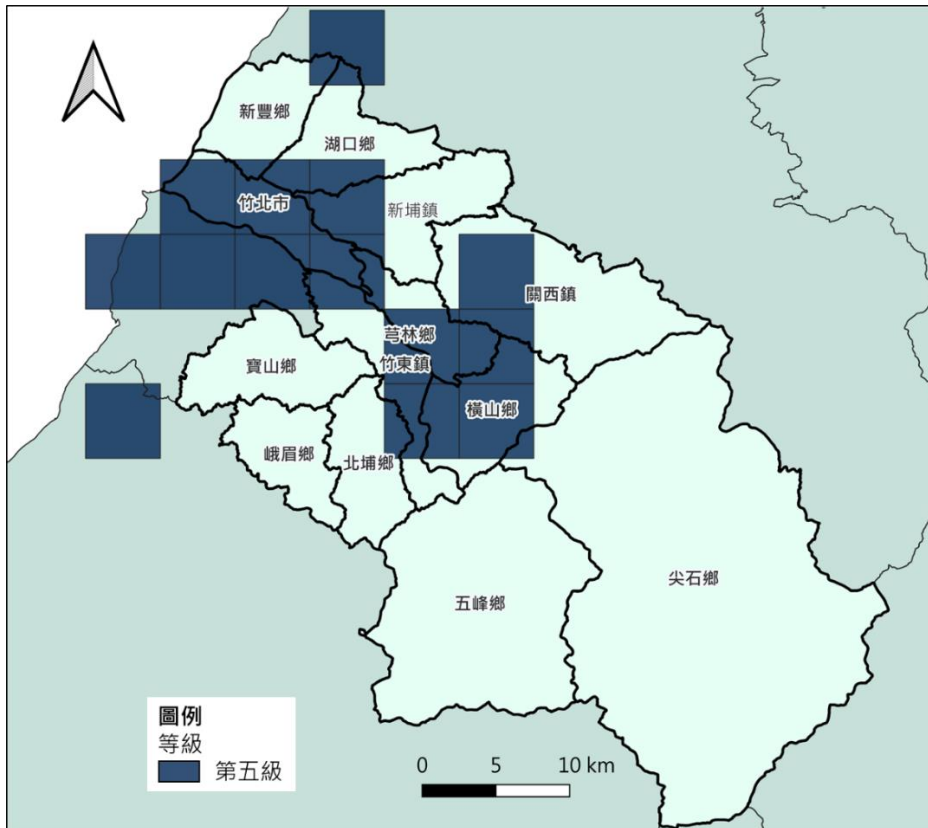 新豐鄉
湖口鄉
竹北市
新埔鎮
關西鎮
芎林鄉
竹東鎮
寶山鄉
橫山鄉
峨眉鄉
北埔鄉
尖石鄉
五峰鄉
圖例
等級
第五級
0 5 10 km